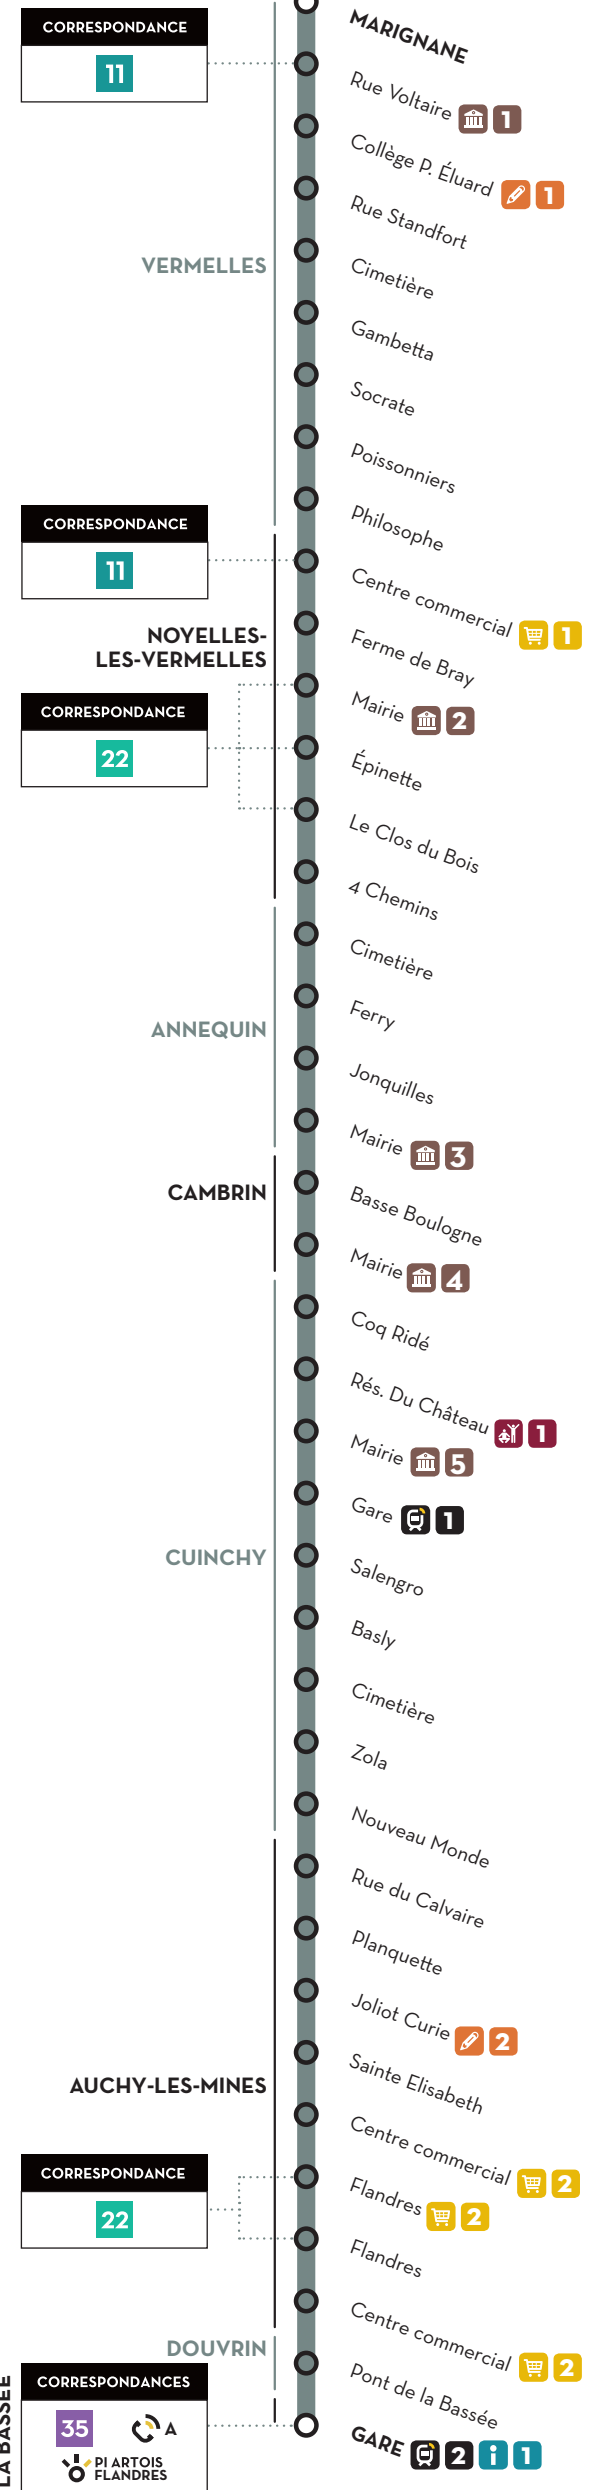 MARIGNANE
CORRESPONDANCE
11
Rue Voltaire 1
Collège P. Éluard 1
Rue Standfort
VERMELLES
Cimetière
Gambetta
Socrate
Poissonniers
Philosophe
CORRESPONDANCE
11
Centre commercial 1
NOYELLES-
LES-VERMELLES
Ferme de Bray
Mairie 2
CORRESPONDANCE
22
Épinette
Le Clos du Bois
4 Chemins
Cimetière
ANNEQUIN
Ferry
Jonquilles
Mairie 3
CAMBRIN
Basse Boulogne
Mairie 4
Coq Ridé
Rés. Du Château 1
Mairie 5
Gare 1
CUINCHY
Salengro
Basly
Cimetière
Zola
Nouveau Monde
Rue du Calvaire
Planquette
Joliot Curie 2
AUCHY-LES-MINES
Sainte Elisabeth
Centre commercial 2
CORRESPONDANCE
22
Flandres 2
Flandres
Centre commercial 2
DOUVRIN
Pont de la Bassée
LA BASSÉE
CORRESPONDANCES
35 A
PI ARTOIS
FLANDRES
GARE 2 i 1